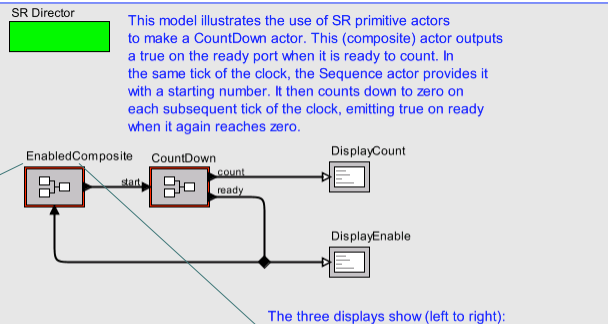 SR Director
This model illustrates the use of SR primitive actors
to make a CountDown actor. This (composite) actor outputs
a true on the ready port when it is ready to count. In
the same tick of the clock, the Sequence actor provides it
with a starting number. It then counts down to zero on
each subsequent tick of the clock, emitting true on ready
when it again reaches zero.
EnabledComposite
CountDown
DisplayCount
start
count
ready
DisplayEnable
The three displays show (left to right):